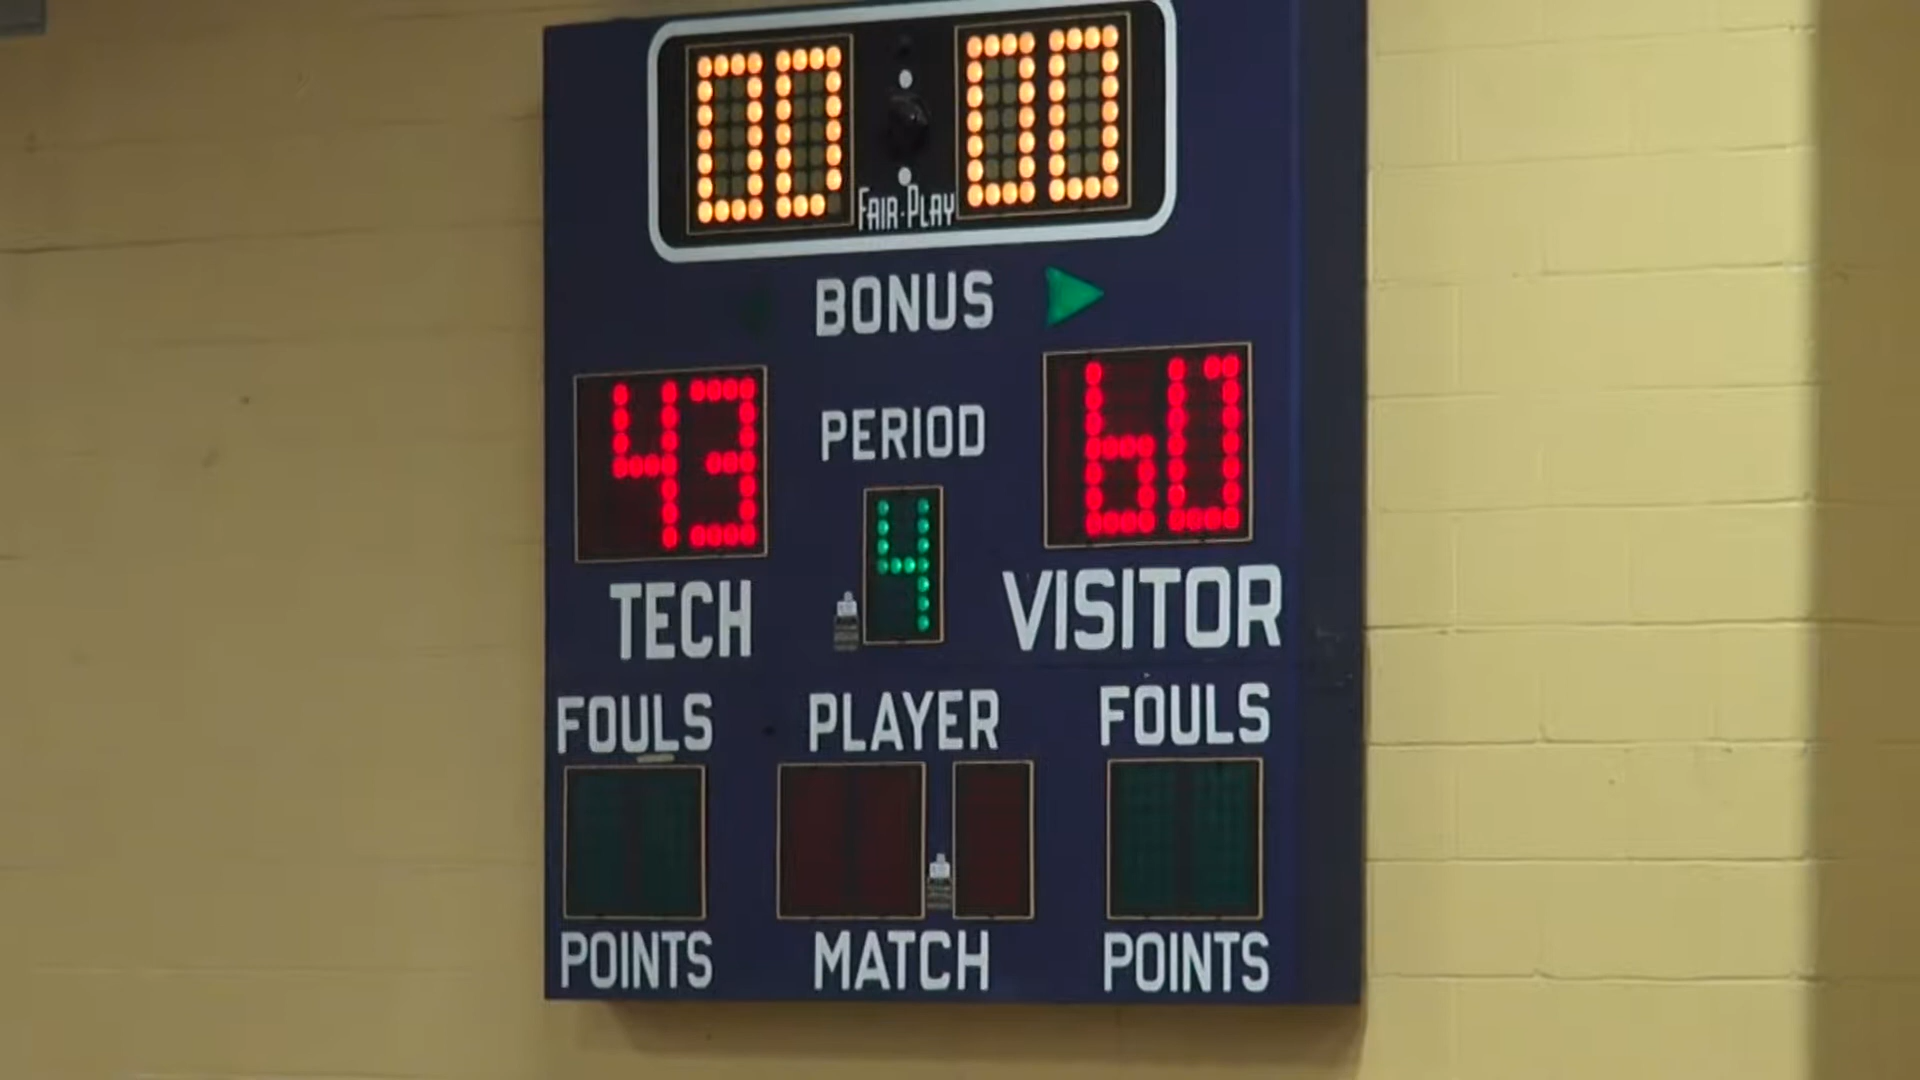 00 00
FAIR-PLAY
BONUS
43 PERIOD 60
4
TECH VISITOR
FOULS PLAYER FOULS
POINTS MATCH POINTS